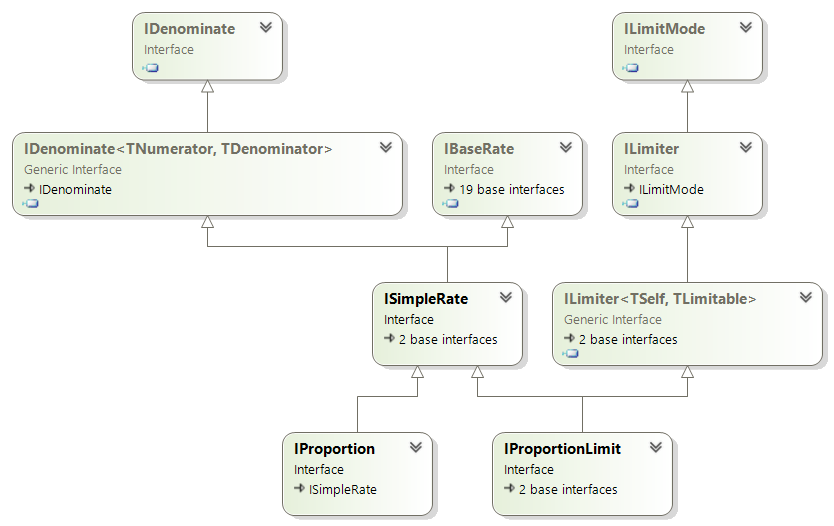 IDenominate
Interface
ILimitMode
Interface
IDenominate<TNumerator, TDenominator>
Generic Interface
IDenominate
IBaseRate
Interface
19 base interfaces
ILimiter
Interface
ILimitMode
ISimpleRate
Interface
2 base interfaces
ILimiter<TSelf, TLimitable>
Generic Interface
2 base interfaces
IProportion
Interface
ISimpleRate
IProportionLimit
Interface
2 base interfaces